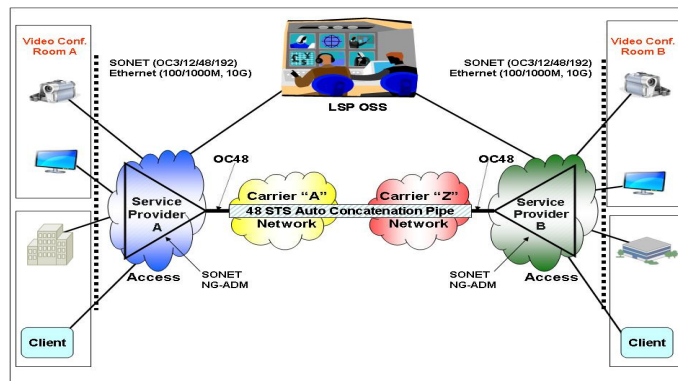 Video Conf.
Room A
SONET (OC3/12/48/192)
Ethernet (100/1000M, 10G)
LSP OSS
SONET (OC3/12/48/192)
Ethernet (100/1000M, 10G)
Video Conf.
Room B
OC48
OC48
Service
Provider
A
Carrier "A"
Carrier "Z"
48 STS Auto Concatenation Pipe
Network
Network
Service
Provider
B
SONET
NG-ADM
Access
SONET
NG-ADM
Access
Client
Client